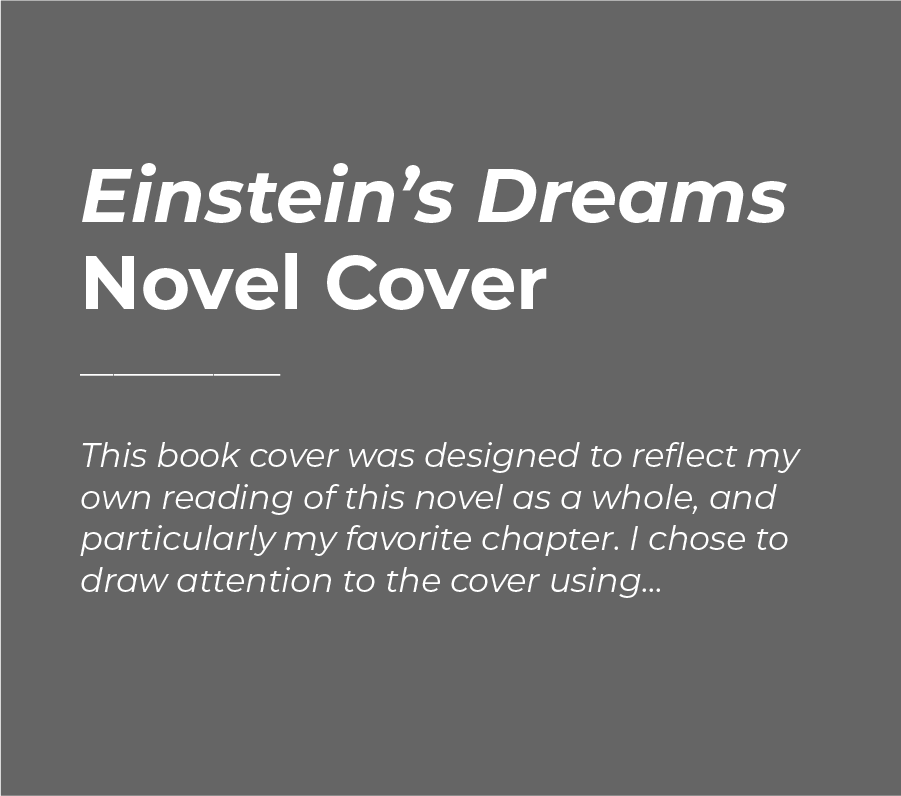 Einstein’s Dreams
Novel Cover
This book cover was designed to reflect my
own reading of this novel as a whole, and
particularly my favorite chapter. I chose to
draw attention to the cover using...